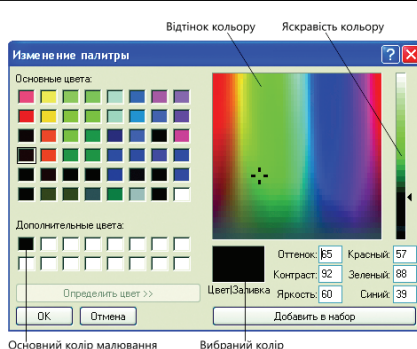 Відтінок кольору Яскравість кольору
Изменение палитры
Основные цвета:
Дополнительные цвета:
Определить цвет >>
ОК Отмена
Цвет|Заливка
Оттенок: 65 Красный: 57
Контраст: 92 Зеленый: 88
Яркость: 60 Синий: 39
Добавить в набор
Основний колір малювання Вибраний колір